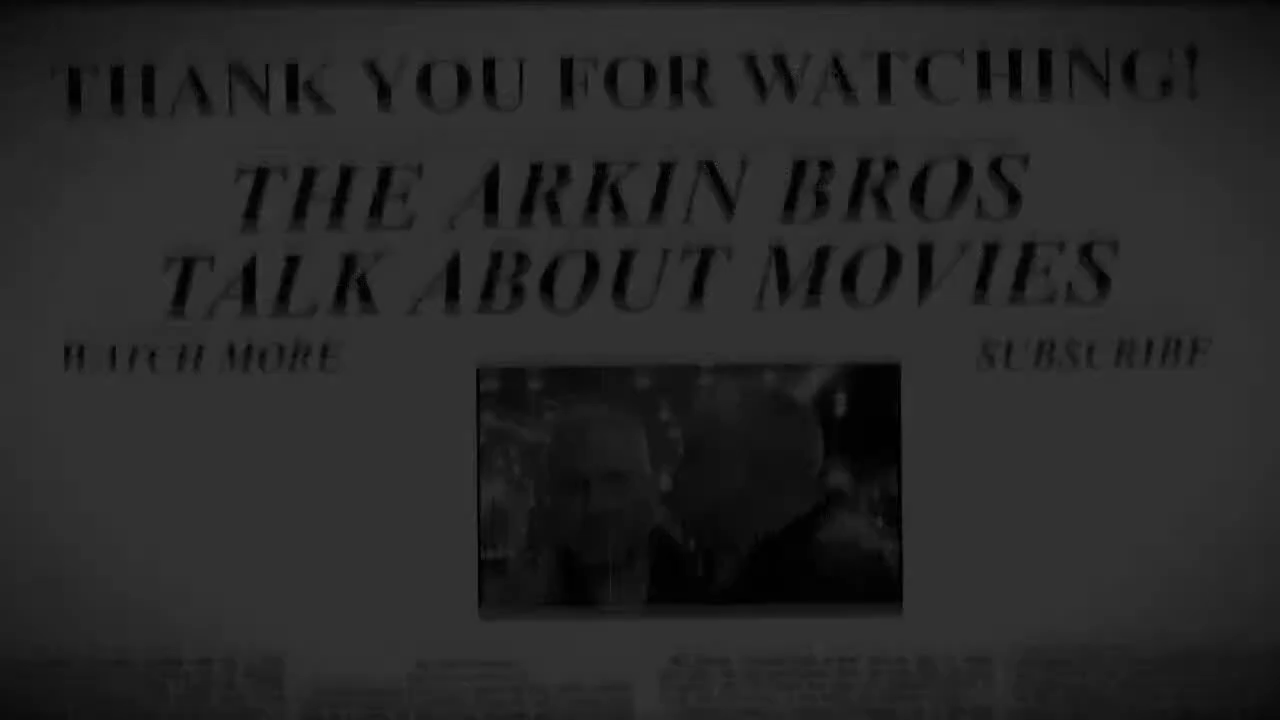 THANK YOU FOR WATCHING!
THE ARKIN BROS
TALK ABOUT MOVIES
WATCH MORE
SUBSCRIBE